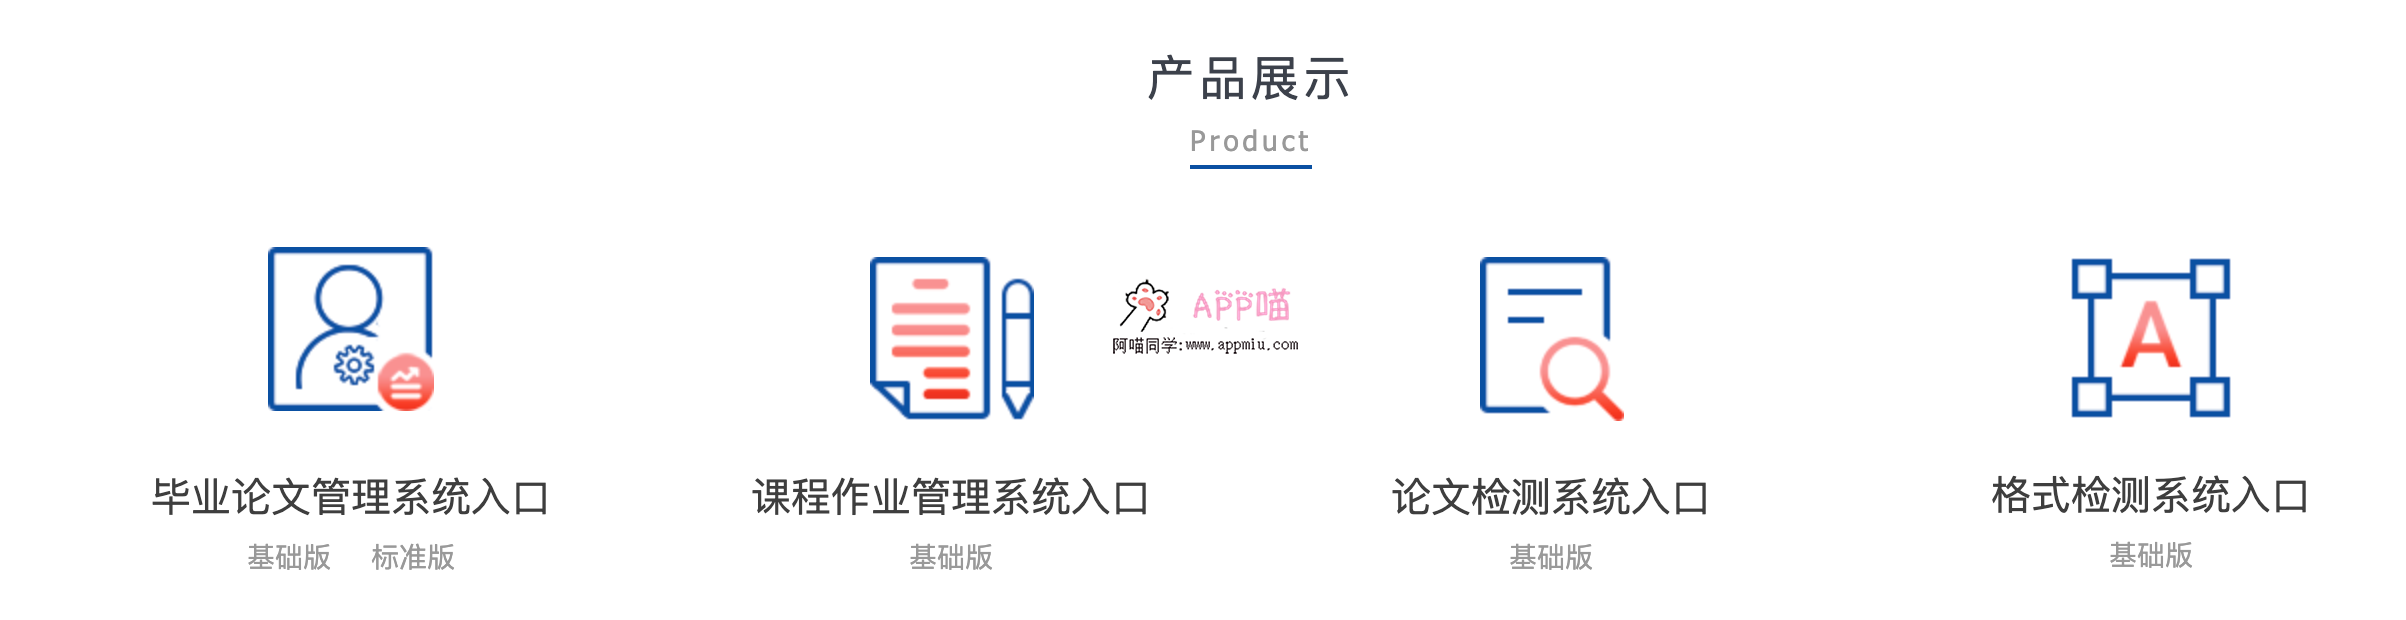 产品展示
Product
A
APP喵
阿喵同学:www.appmiu.com
毕业论文管理系统入口
课程作业管理系统入口
论文检测系统入口
格式检测系统入口
基础版 标准版
基础版
基础版
基础版